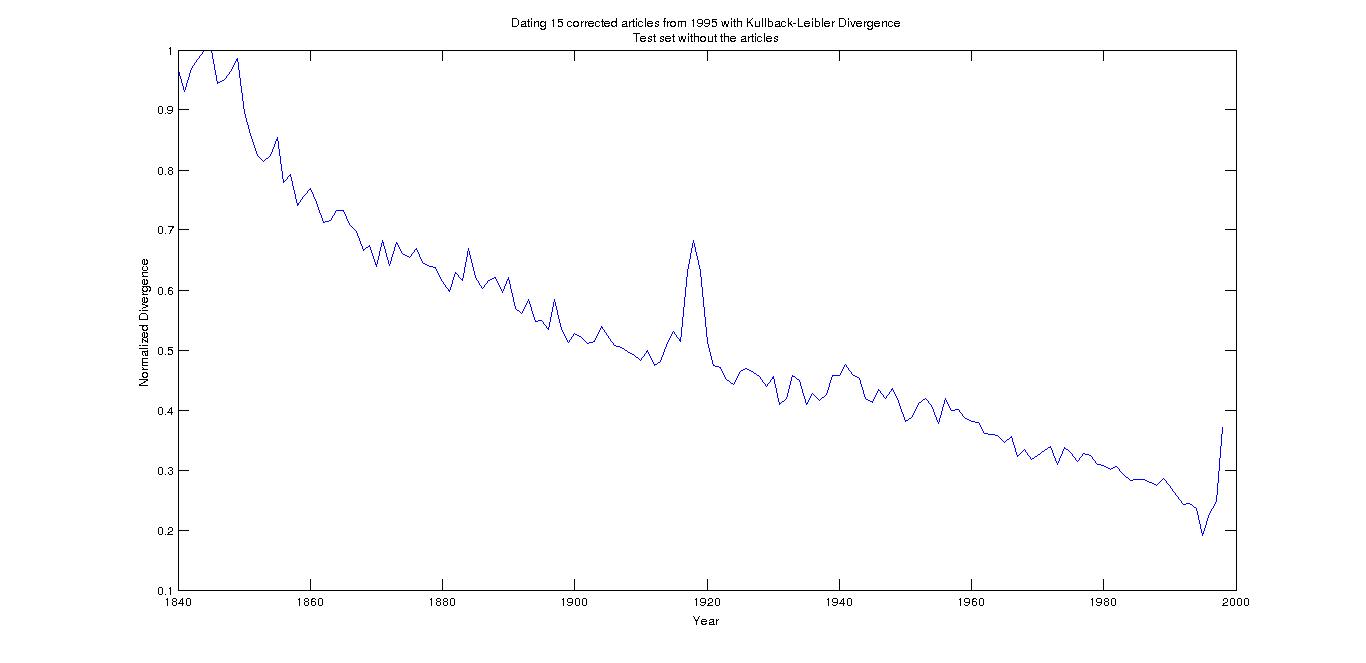 Dating 15 corrected articles from 1995 with Kullback-Leibler Divergence
Test set without the articles
1
0.9
0.8
0.7
0.6
0.5
0.4
0.3
0.2
0.1
Normalized Divergence
1840 1860 1880 1900 1920 1940 1960 1980 2000
Year